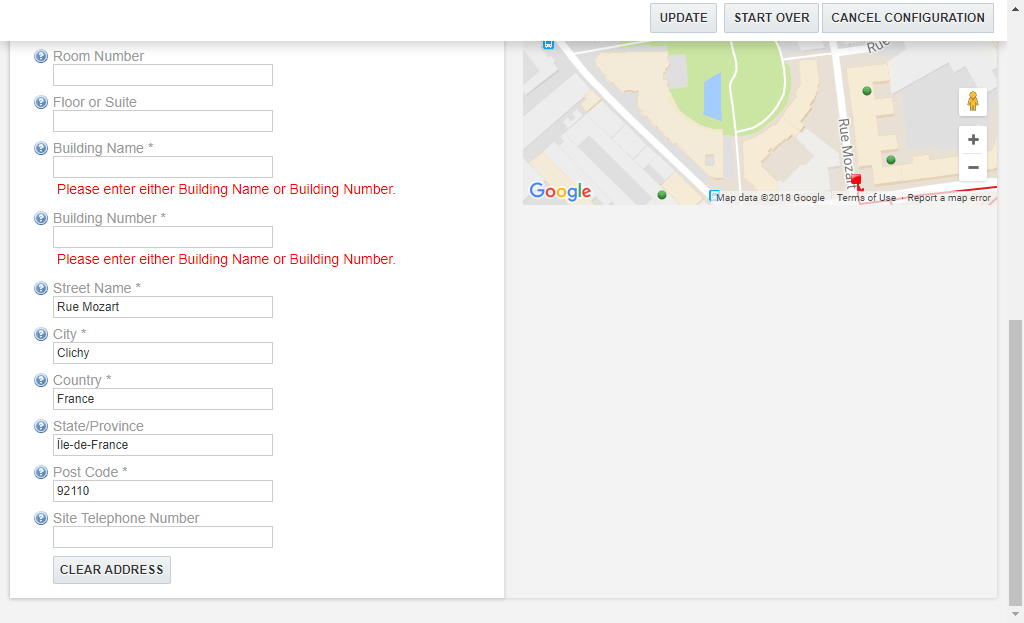 UPDATE
START OVER
CANCEL CONFIGURATION
Room Number
Floor or Suite
Building Name *
Please enter either Building Name or Building Number.
Building Number *
Please enter either Building Name or Building Number.
Street Name *
Rue Mozart
City *
Clichy
Country *
France
State/Province
Île-de-France
Post Code *
92110
Site Telephone Number
CLEAR ADDRESS
Rue
Rue Mozart
Google
Map data ©2018 Google
Terms of Use
Report a map error